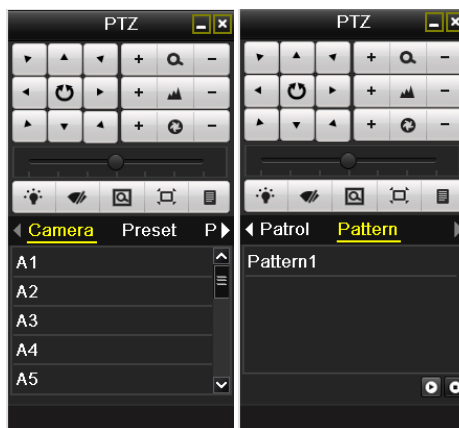 PTZ
Camera Preset P
A1
A2
A3
A4
A5
PTZ
Patrol Pattern
Pattern1